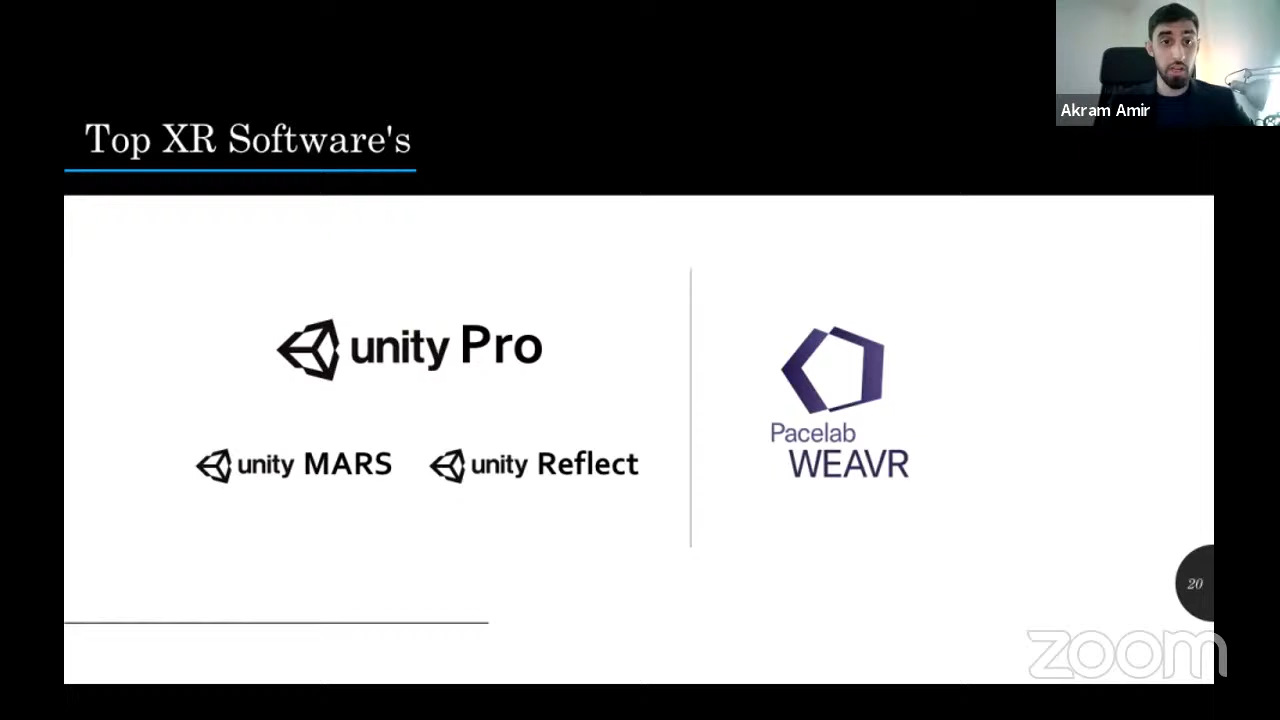 Akram Amir
Top XR Software's
unity Pro
unity MARS
unity Reflect
Pacelab
WEAVR
20
zoom